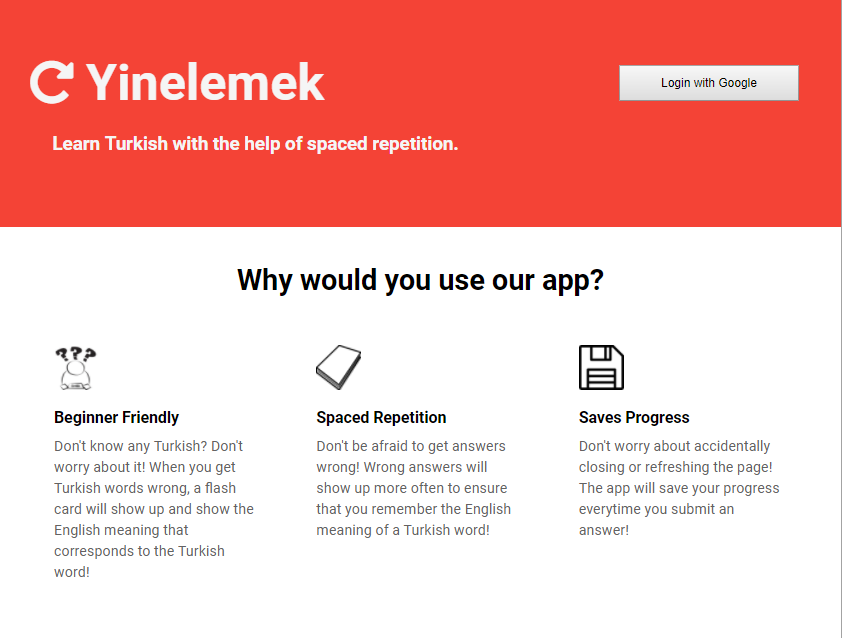 Yinelemek
Login with Google
Learn Turkish with the help of spaced repetition.
Why would you use our app?
???
Beginner Friendly
Don't know any Turkish? Don't
worry about it! When you get
Turkish words wrong, a flash
card will show up and show the
English meaning that
corresponds to the Turkish
word!
Spaced Repetition
Don't be afraid to get answers
wrong! Wrong answers will
show up more often to ensure
that you remember the English
meaning of a Turkish word!
Saves Progress
Don't worry about accidentally
closing or refreshing the page!
The app will save your progress
everytime you submit an
answer!